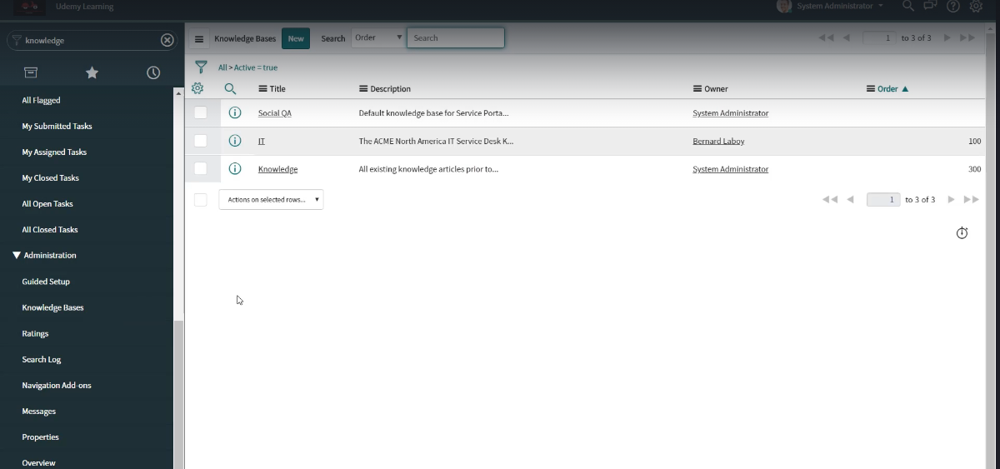 Udemy Learning
System Administrator
knowledge
Knowledge Bases New Search Order Search 1 to 3 of 3
All > Active = true
Title Description Owner Order
Social QA Default knowledge base for Service Porta... System Administrator
IT The ACME North America IT Service Desk K... Bernard Laboy 100
Knowledge All existing knowledge articles prior to... System Administrator 300
Actions on selected rows... 1 to 3 of 3
All Flagged
My Submitted Tasks
My Assigned Tasks
My Closed Tasks
All Open Tasks
All Closed Tasks
Administration
Guided Setup
Knowledge Bases
Ratings
Search Log
Navigation Add-ons
Messages
Properties
Overview